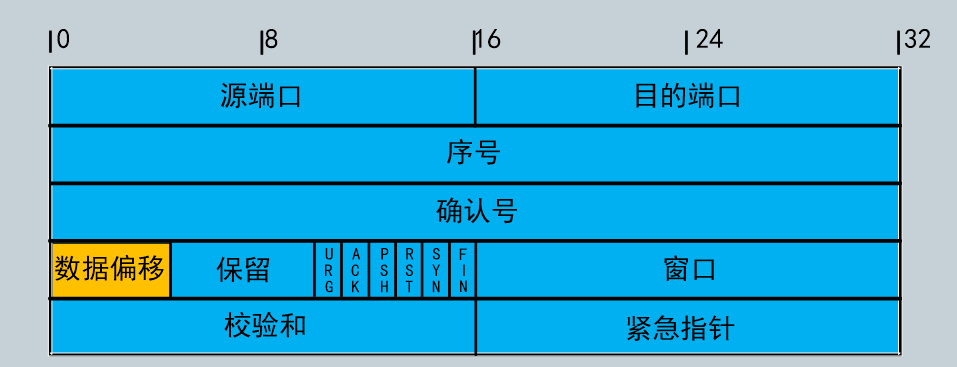 0 8 16 24 32
源端口 目的端口
序号
确认号
数据偏移 保留 URG ACK PSH RST SYN FIN 窗口
校验和 紧急指针